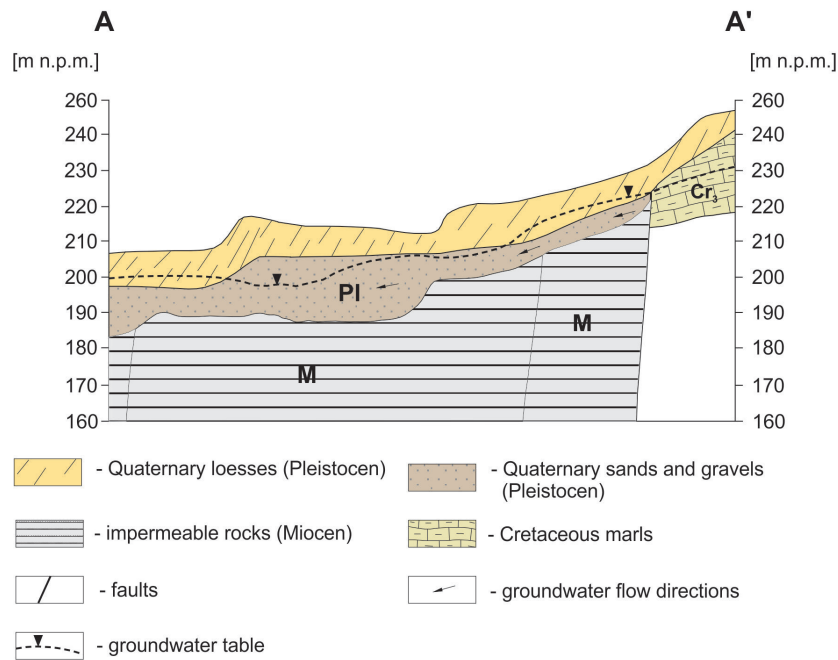 A A'
[m n.p.m.] [m n.p.m.]
260 260
250 250
240 240
230 230
Cr3
220 220
210 210
200 200
Pl
190 190
M
180 180
M
170 170
160 160
- Quaternary loesses (Pleistocen)
- Quaternary sands and gravels
(Pleistocen)
- impermeable rocks (Miocen)
- Cretaceous marls
- faults
- groundwater flow directions
- groundwater table